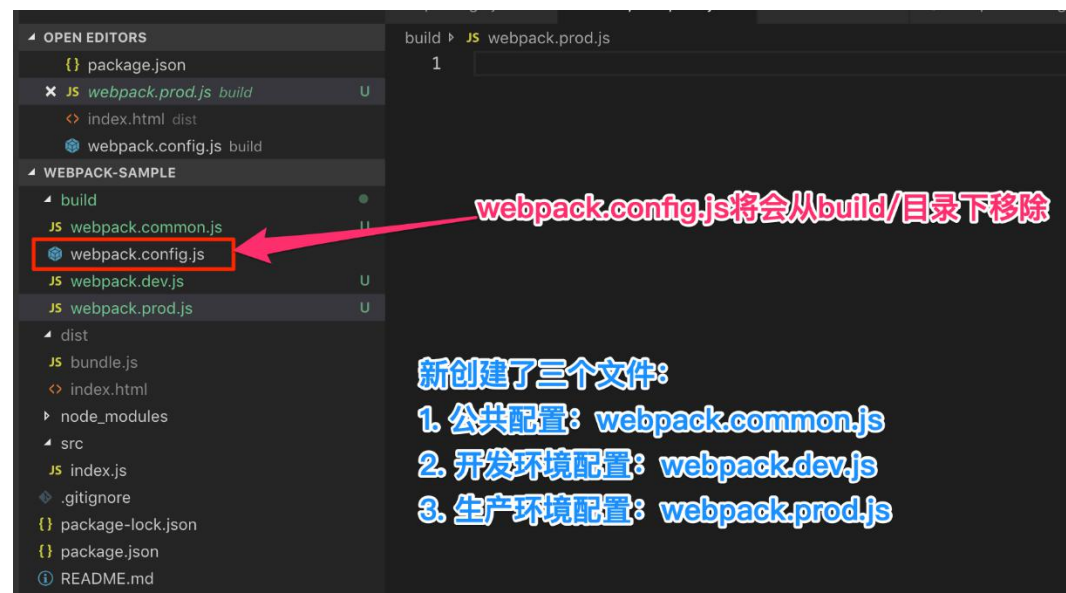 OPEN EDITORS
{} package.json
JS webpack.prod.js build U
<> index.html dist
webpack.config.js build
WEBPACK-SAMPLE
build
JS webpack.common.js U
webpack.config.js
JS webpack.dev.js U
JS webpack.prod.js U
dist
JS bundle.js
<> index.html
node_modules
src
JS index.js
.gitignore
{} package-lock.json
{} package.json
README.md
build JS webpack.prod.js
1
webpack.config.js将会从build/目录下移除
新创建了三个文件:
1. 公共配置：webpack.common.js
2. 开发环境配置：webpack.dev.js
3. 生产环境配置：webpack.prod.js